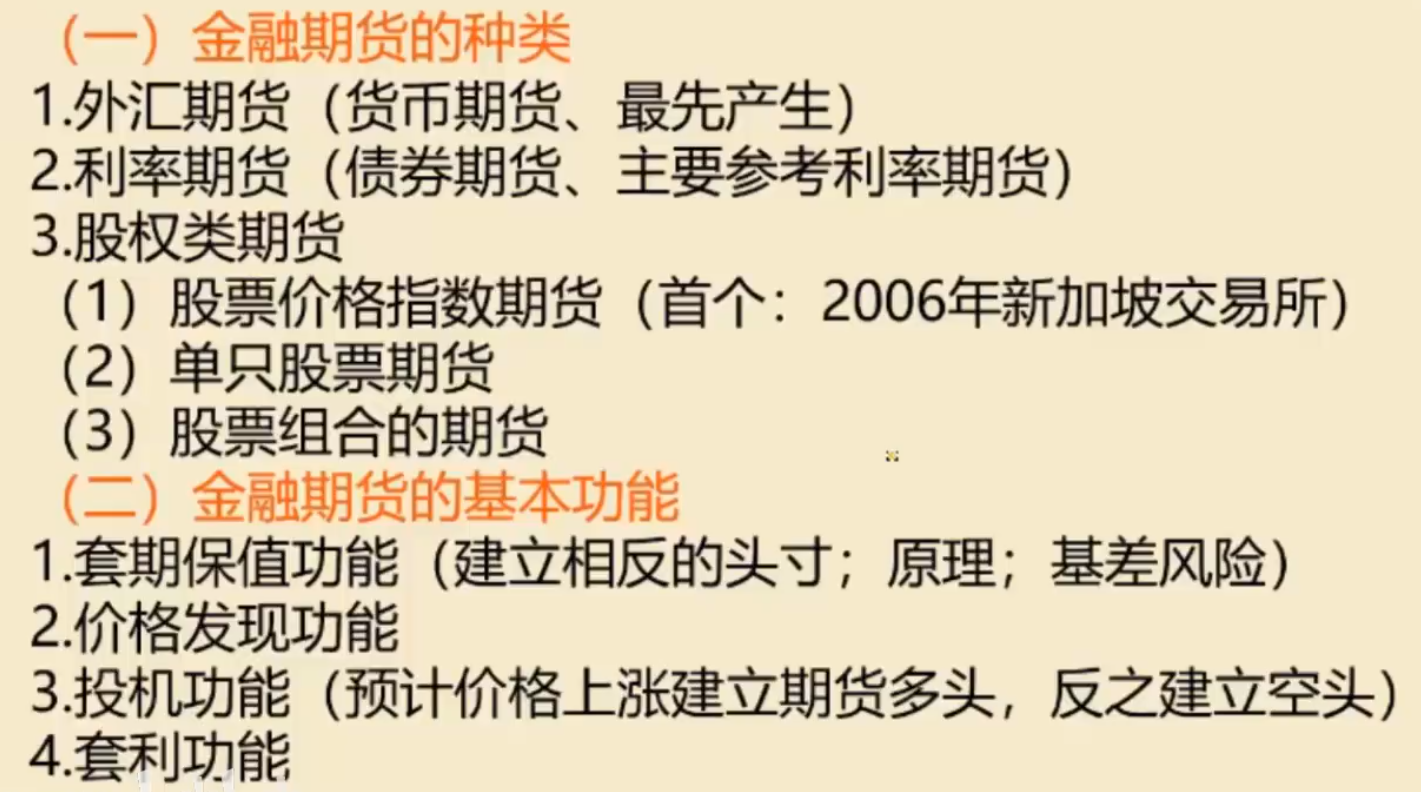 （一）金融期货的种类
1.外汇期货（货币期货、最先产生）
2.利率期货（债券期货、主要参考利率期货）
3.股权类期货
（1）股票价格指数期货（首个：2006年新加坡交易所）
（2）单只股票期货
（3）股票组合的期货
（二）金融期货的基本功能
1.套期保值功能（建立相反的头寸；原理；基差风险）
2.价格发现功能
3.投机功能（预计价格上涨建立期货多头，反之建立空头）
4.套利功能